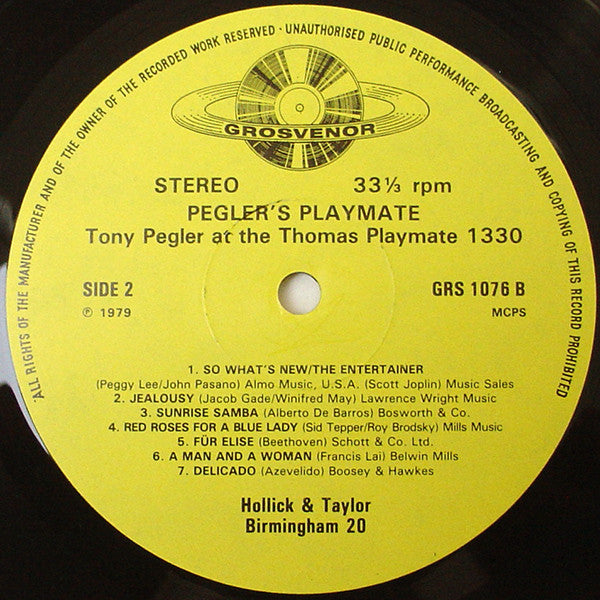 ALL RIGHTS OF THE MANUFACTURER AND OF THE OWNER OF THE RECORDED WORK RESERVED · UNAUTHORISED PUBLIC PERFORMANCE BROADCASTING AND COPYING OF THIS RECORD PROHIBITED
GROSVENOR
STEREO 33⅓ rpm
PEGLER'S PLAYMATE
Tony Pegler at the Thomas Playmate 1330
SIDE 2 GRS 1076 B
℗ 1979 MCPS
1. SO WHAT'S NEW/THE ENTERTAINER
(Peggy Lee/John Pasano) Almo Music, U.S.A. (Scott Joplin) Music Sales
2. JEALOUSY (Jacob Gade/Winifred May) Lawrence Wright Music
3. SUNRISE SAMBA (Alberto De Barros) Bosworth & Co.
4. RED ROSES FOR A BLUE LADY (Sid Tepper/Roy Brodsky) Mills Music
5. FÜR ELISE (Beethoven) Schott & Co. Ltd.
6. A MAN AND A WOMAN (Francis Lai) Belwin Mills
7. DELICADO (Azevelido) Boosey & Hawkes
Hollick & Taylor
Birmingham 20